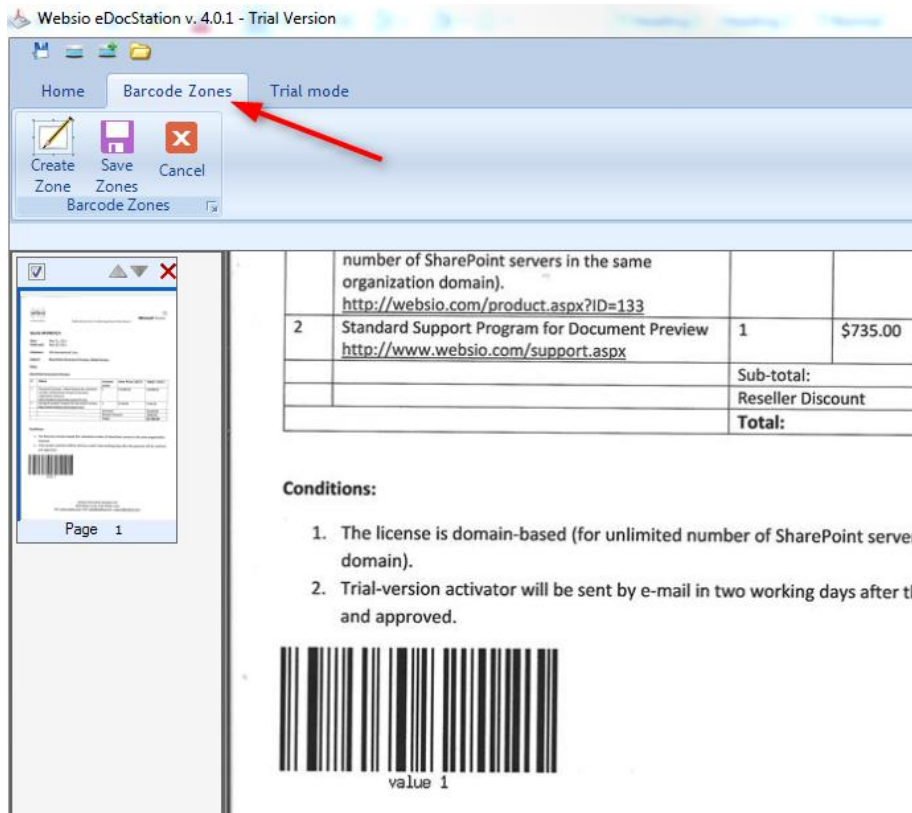 Websio eDocStation v. 4.0.1 - Trial Version
Home Barcode Zones Trial mode
Create Zone
Save Zones
Cancel
Barcode Zones
number of SharePoint servers in the same
organization domain).
http://websio.com/product.aspx?ID=133
2 Standard Support Program for Document Preview 1 $735.00
http://www.websio.com/support.aspx
Sub-total:
Reseller Discount
Total:
Page 1
Conditions:
1. The license is domain-based (for unlimited number of SharePoint serve
domain).
2. Trial-version activator will be sent by e-mail in two working days after t
and approved.
value 1